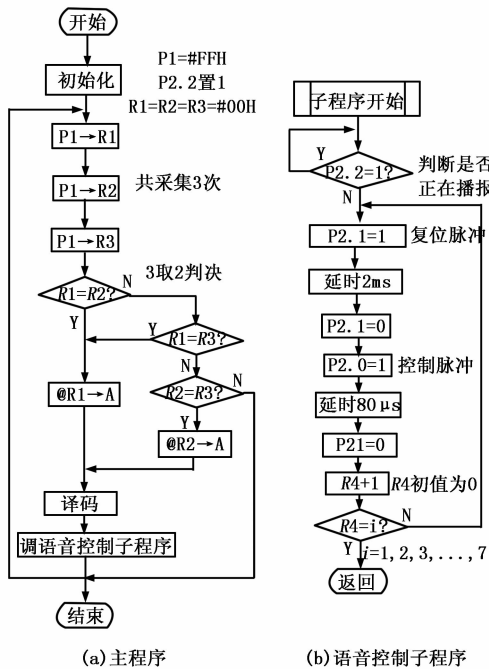 开始
初始化
P1=#FFH
P2.2置1
R1=R2=R3=#00H
P1→R1
P1→R2
共采集3次
P1→R3
3取2判决
R1=R2?
N
Y
R1=R3?
Y
N
R2=R3?
N
Y
@R1→A
@R2→A
译码
调语音控制子程序
结束
(a)主程序
子程序开始
Y
P2.2=1?
判断是否
正在播报
N
P2.1=1
复位脉冲
延时2ms
P2.1=0
P2.0=1
控制脉冲
延时80μs
P21=0
R4+1
R4初值为0
R4=i?
N
Y
i=1,2,3,...,7
返回
(b)语音控制子程序